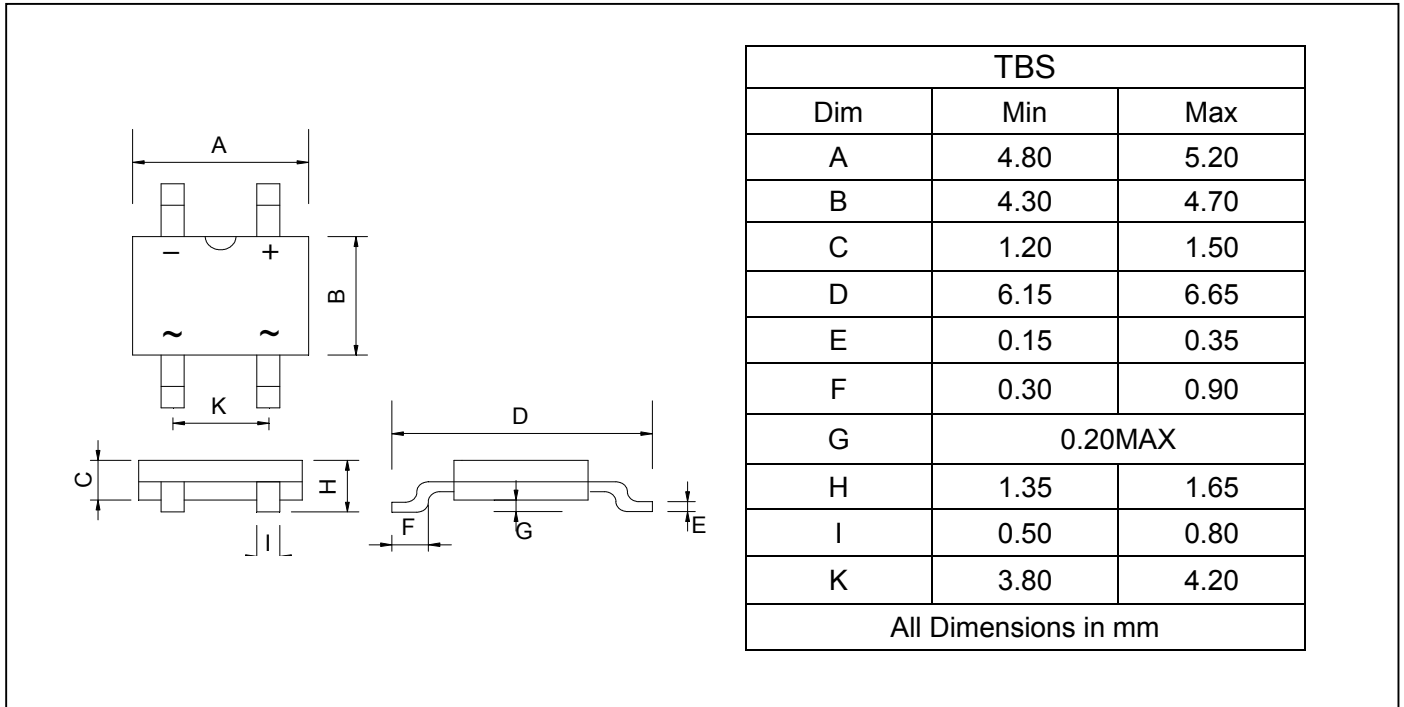 A
− +
B
~ ~
K
C
H
I
D
F
G
E
TBS
Dim Min Max
A 4.80 5.20
B 4.30 4.70
C 1.20 1.50
D 6.15 6.65
E 0.15 0.35
F 0.30 0.90
G 0.20MAX
H 1.35 1.65
I 0.50 0.80
K 3.80 4.20
All Dimensions in mm